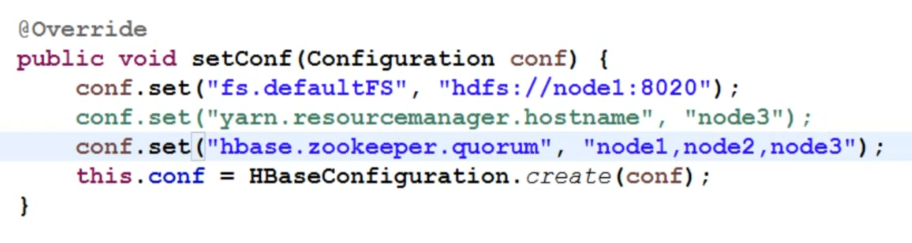 @Override
public void setConf(Configuration conf) {
conf.set("fs.defaultFS", "hdfs://node1:8020");
conf.set("yarn.resourcemanager.hostname", "node3");
conf.set("hbase.zookeeper.quorum", "node1,node2,node3");
this.conf = HBaseConfiguration.create(conf);
}